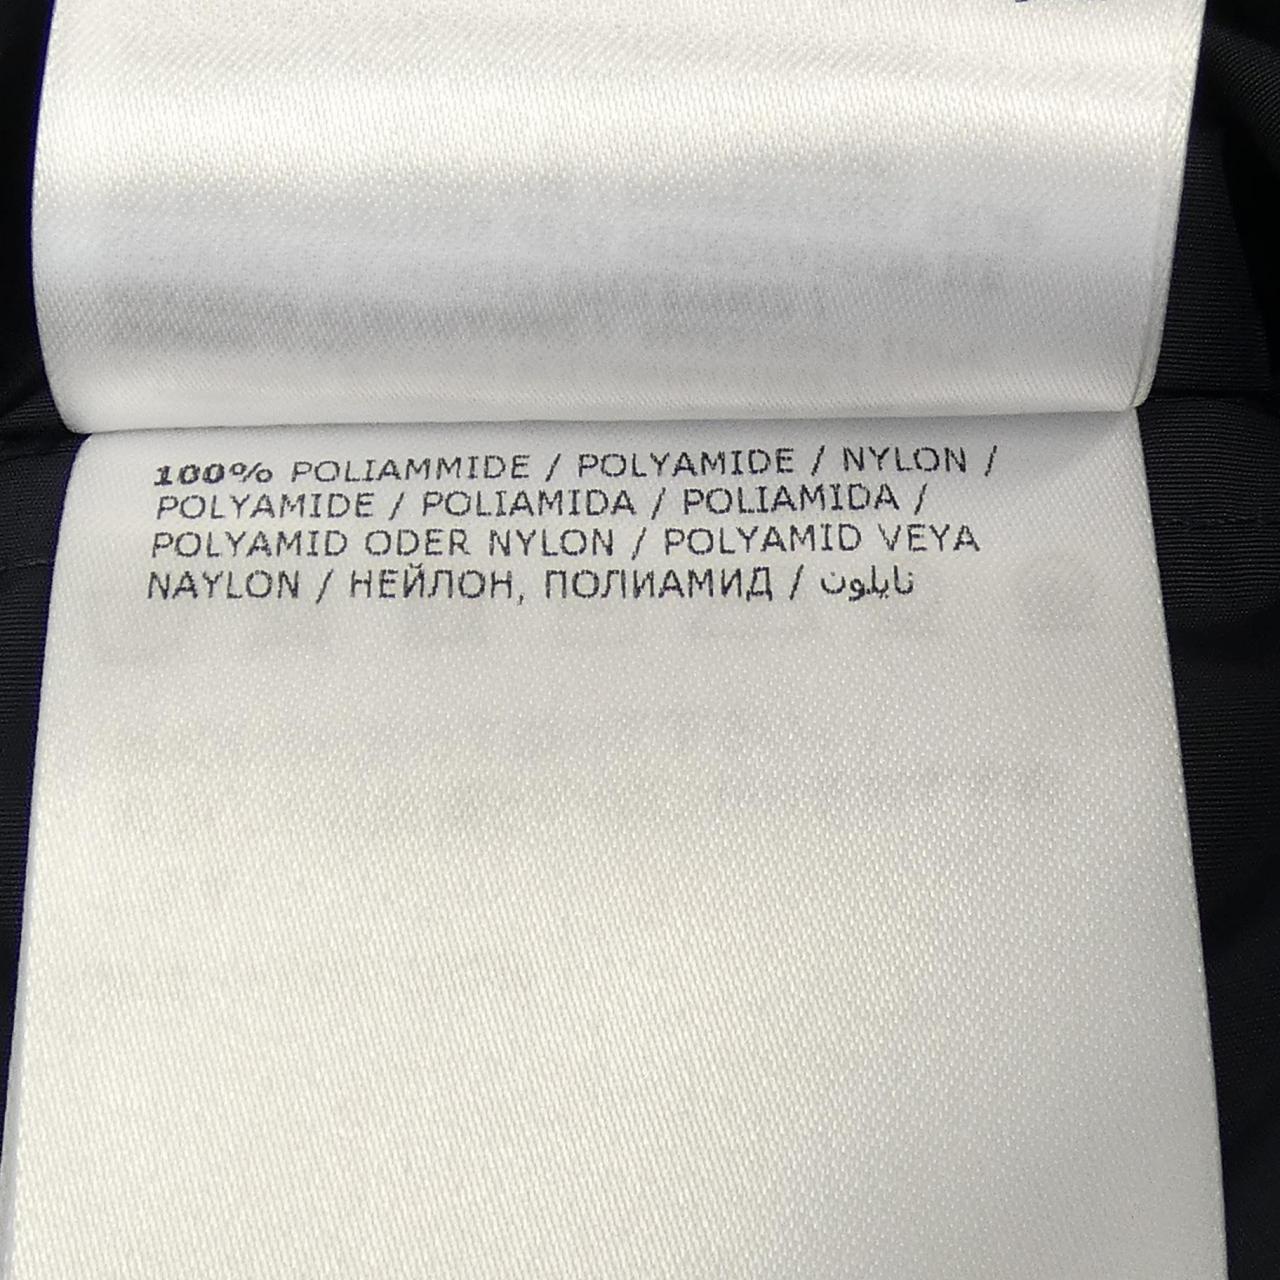 100% POLIAMMIDE / POLYAMIDE / NYLON /
POLYAMIDE / POLIAMIDA / POLIAMIDA /
POLYAMID ODER NYLON / POLYAMID VEYA
NAYLON / НЕЙЛОН, ПОЛИАМИД / نايلون